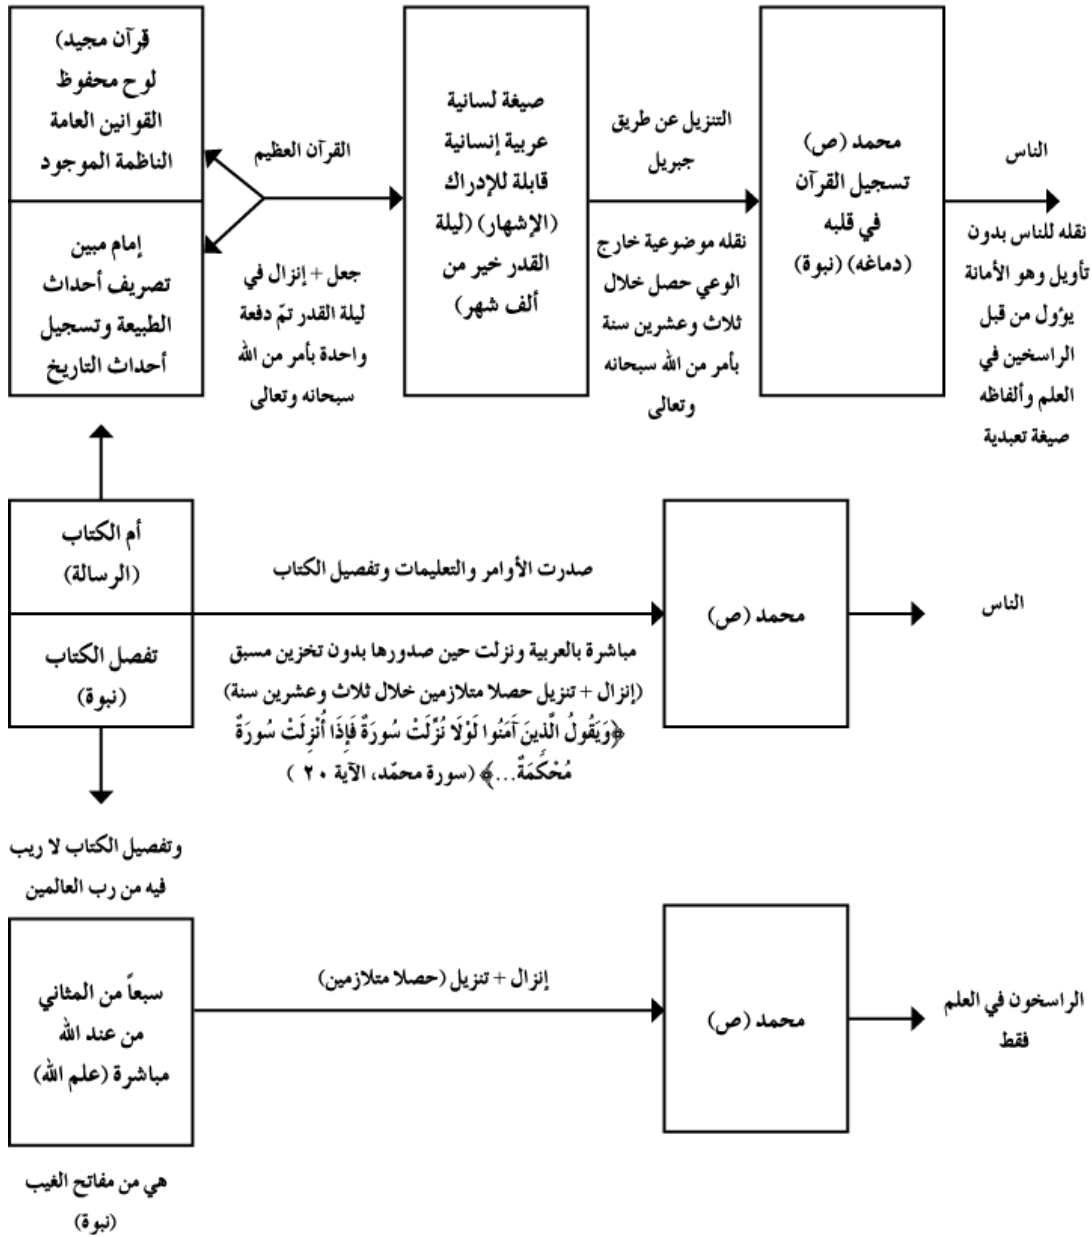 قرآن مجيد)
لوح محفوظ
القوانين العامة
الناظمة الموجود
إمام مبين
تصريف أحداث
الطبيعة وتسجيل
أحداث التاريخ
القرآن العظيم
جعل + إنزال في
ليلة القدر تمّ دفعة
واحدة بأمر من الله
سبحانه وتعالى
صيغة لسانية
عربية إنسانية
قابلة للإدراك
(الإشهار) (ليلة
القدر خير من
ألف شهر)
التنزيل عن طريق
جبريل
نقله موضوعية خارج
الوعي حصل خلال
ثلاث وعشرين سنة
بأمر من الله سبحانه
وتعالى
محمد (ص)
تسجيل القرآن
في قلبه
(دماغه) (نبوة)
الناس
نقله للناس بدون
تأويل وهو الأمانة
يؤول من قبل
الراسخين في
العلم وألفاظه
صيغة تعبدية
أم الكتاب
(الرسالة)
تفصل الكتاب
(نبوة)
صدرت الأوامر والتعليمات وتفصيل الكتاب
مباشرة بالعربية ونزلت حين صدورها بدون تخزين مسبق
(إنزال + تنزيل حصلا متلازمين خلال ثلاث وعشرين سنة)
﴿وَيَقُولُ الَّذِينَ آمَنُوا لَوْلَا نُزِّلَتْ سُورَةٌ فَإِذَا أُنْزِلَتْ سُورَةٌ
مُحْكَمَةٌ...﴾ (سورة محمّد، الآية ٢٠ )
محمد (ص)
الناس
وتفصيل الكتاب لا ريب
فيه من رب العالمين
سبعاً من المثاني
من عند الله
مباشرة (علم الله)
هي من مفاتح الغيب
(نبوة)
إنزال + تنزيل (حصلا متلازمين)
محمد (ص)
الراسخون في العلم
فقط